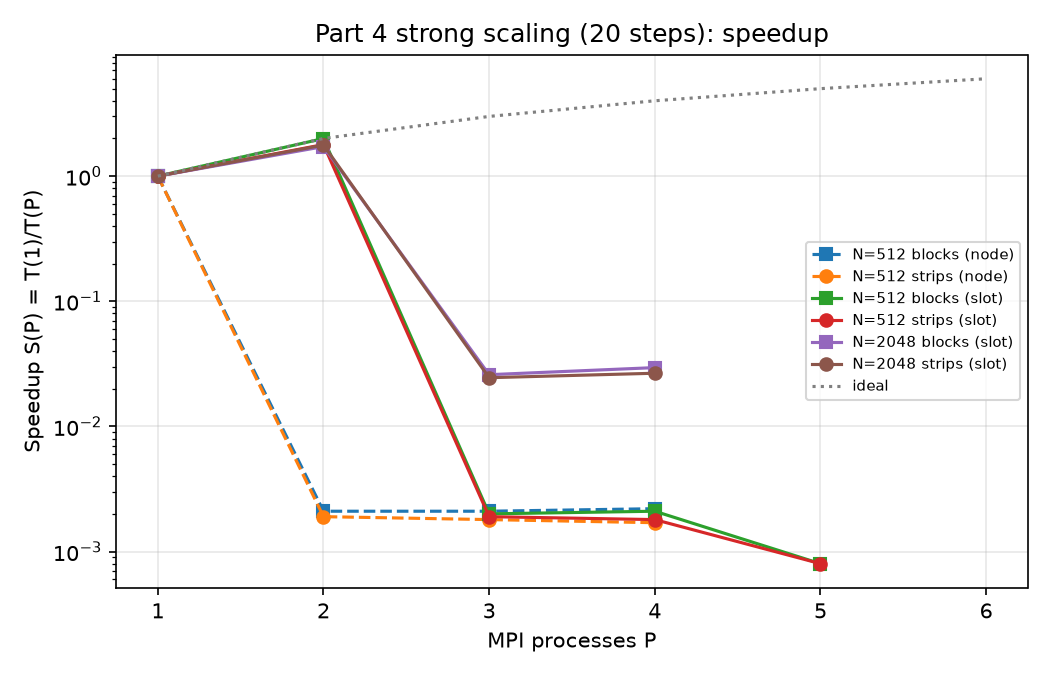 Part 4 strong scaling (20 steps): speedup
Speedup S(P) = T(1)/T(P)
10⁰
10⁻¹
10⁻²
10⁻³
N=512 blocks (node)
N=512 strips (node)
N=512 blocks (slot)
N=512 strips (slot)
N=2048 blocks (slot)
N=2048 strips (slot)
ideal
1 2 3 4 5 6
MPI processes P